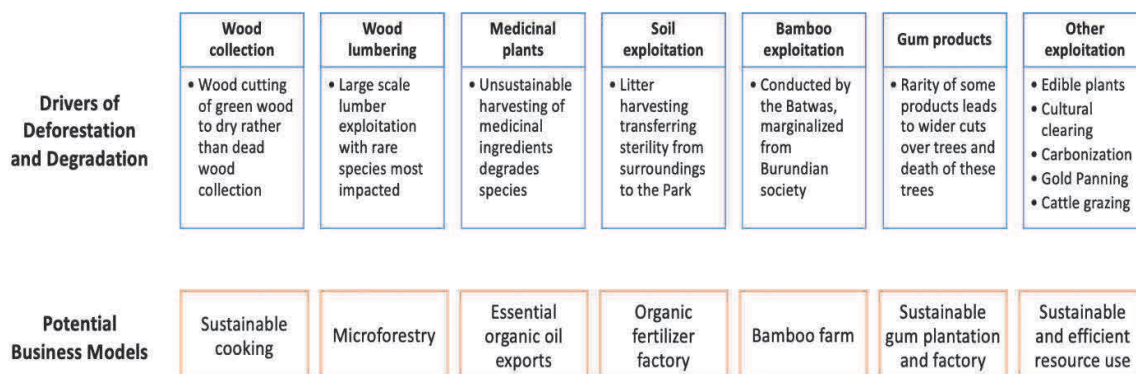 Drivers of
Deforestation
and Degradation
Wood
collection
• Wood cutting
of green wood
to dry rather
than dead
wood
collection
Wood
lumbering
• Large scale
lumber
exploitation
with rare
species most
impacted
Medicinal
plants
• Unsustainable
harvesting of
medicinal
ingredients
degrades
species
Soil
exploitation
• Litter
harvesting
transferring
sterility from
surroundings
to the Park
Bamboo
exploitation
• Conducted by
the Batwas,
marginalized
from
Burundian
society
Gum products
• Rarity of some
products leads
to wider cuts
over trees and
death of these
trees
Other
exploitation
• Edible plants
• Cultural
clearing
• Carbonization
• Gold Panning
• Cattle grazing
Potential
Business Models
Sustainable
cooking
Microforestry
Essential
organic oil
exports
Organic
fertilizer
factory
Bamboo farm
Sustainable
gum plantation
and factory
Sustainable
and efficient
resource use